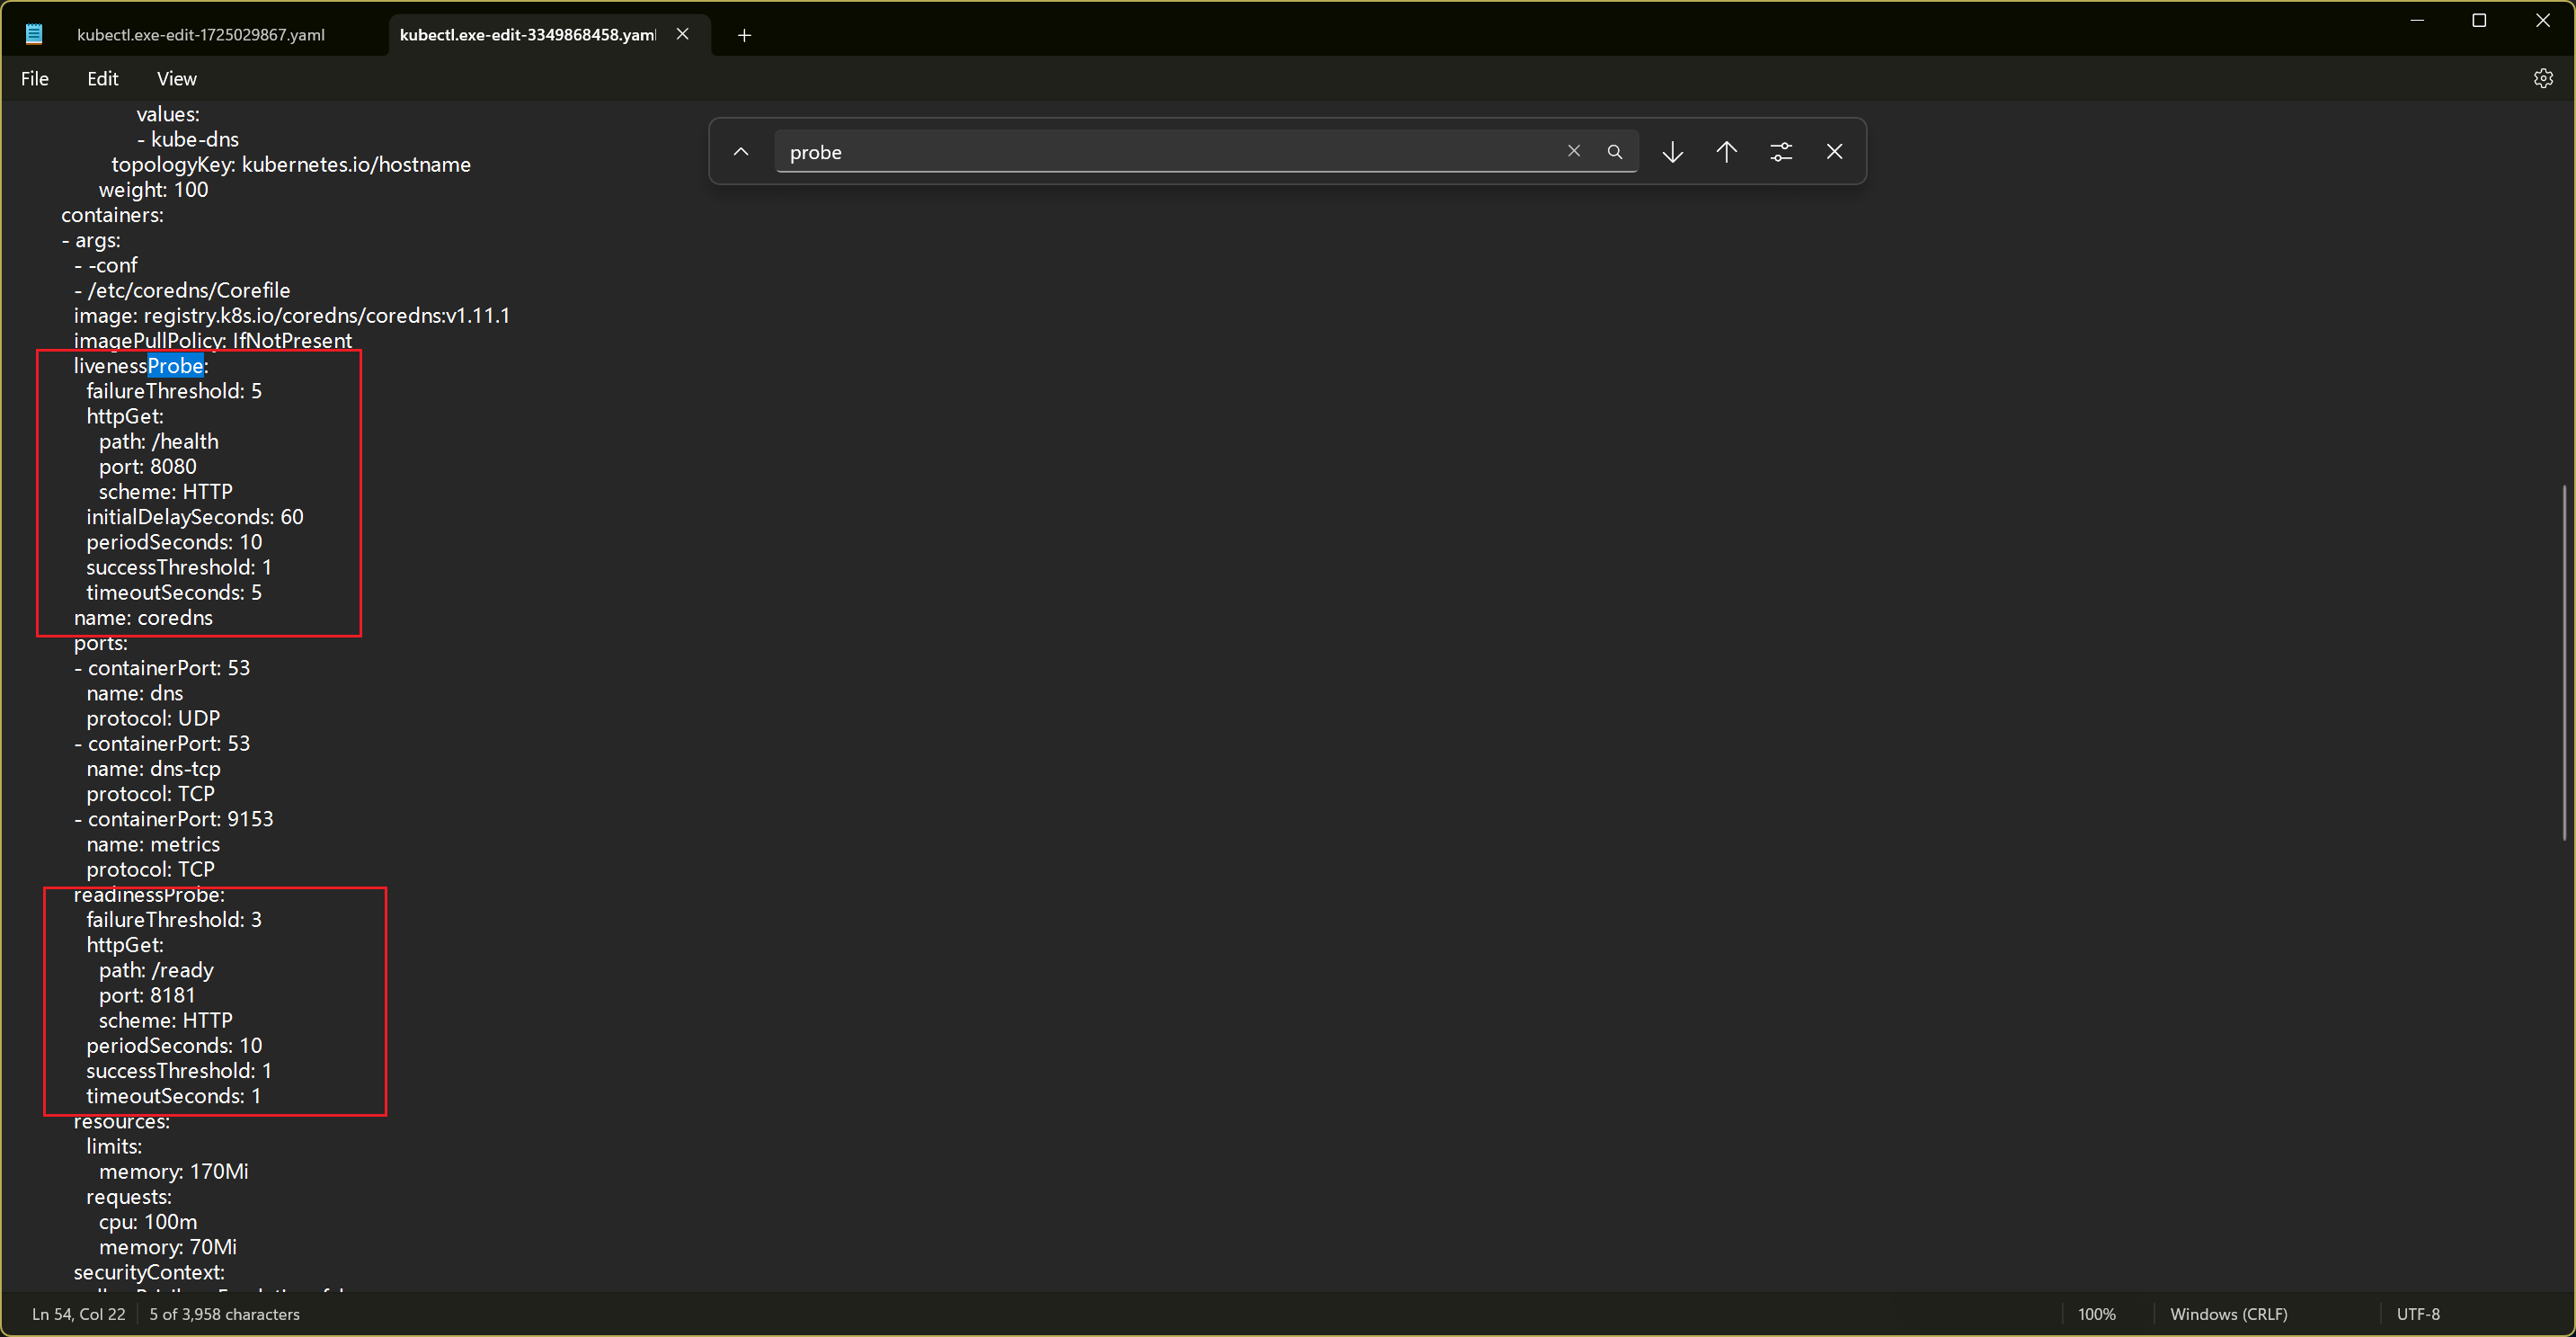 kubectl.exe-edit-1725029867.yaml
kubectl.exe-edit-3349868458.yaml
File Edit View
probe
values:
- kube-dns
topologyKey: kubernetes.io/hostname
weight: 100
containers:
- args:
- -conf
- /etc/coredns/Corefile
image: registry.k8s.io/coredns/coredns:v1.11.1
imagePullPolicy: IfNotPresent
livenessProbe:
failureThreshold: 5
httpGet:
path: /health
port: 8080
scheme: HTTP
initialDelaySeconds: 60
periodSeconds: 10
successThreshold: 1
timeoutSeconds: 5
name: coredns
ports:
- containerPort: 53
name: dns
protocol: UDP
- containerPort: 53
name: dns-tcp
protocol: TCP
- containerPort: 9153
name: metrics
protocol: TCP
readinessProbe:
failureThreshold: 3
httpGet:
path: /ready
port: 8181
scheme: HTTP
periodSeconds: 10
successThreshold: 1
timeoutSeconds: 1
resources:
limits:
memory: 170Mi
requests:
cpu: 100m
memory: 70Mi
securityContext:
Ln 54, Col 22 5 of 3,958 characters 100% Windows (CRLF) UTF-8